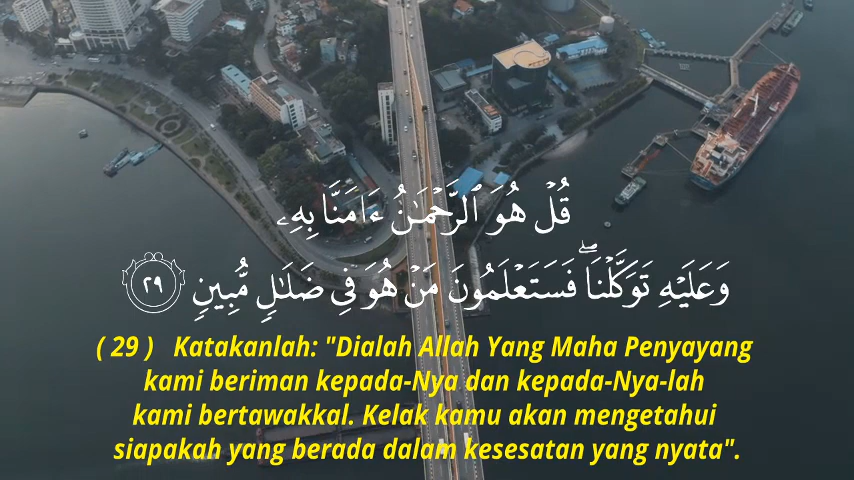 قُلْ هُوَ ٱلرَّحْمَـٰنُ ءَامَنَّا بِهِۦ
وَعَلَيْهِ تَوَكَّلْنَا ۖ فَسَتَعْلَمُونَ مَنْ هُوَ فِى ضَلَـٰلٍ مُّبِينٍ ٢٩
( 29 ) Katakanlah: "Dialah Allah Yang Maha Penyayang
kami beriman kepada-Nya dan kepada-Nya-lah
kami bertawakkal. Kelak kamu akan mengetahui
siapakah yang berada dalam kesesatan yang nyata".